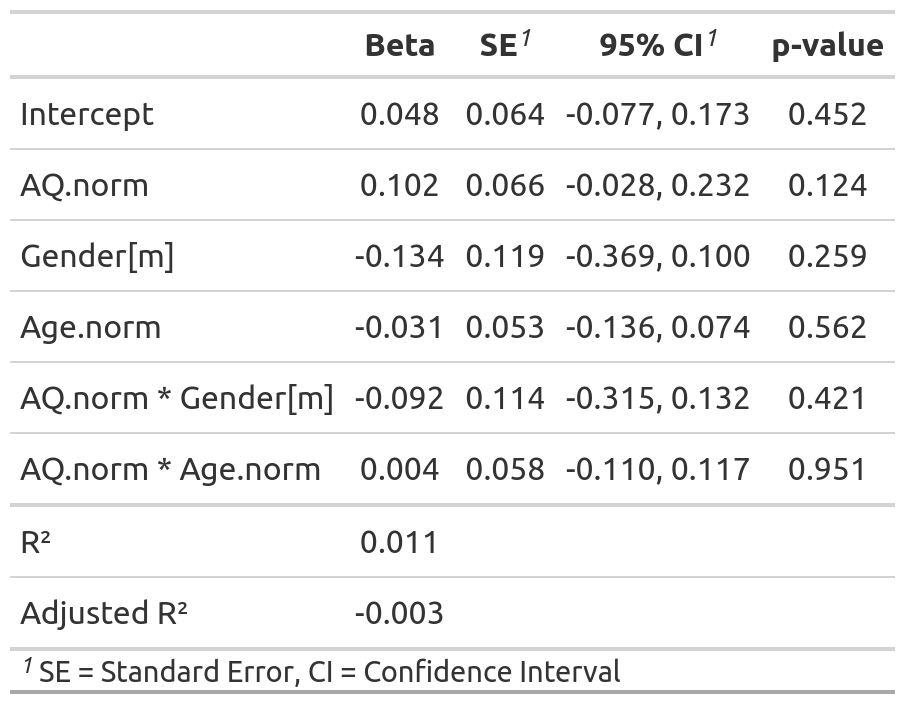 Beta SE1 95% CI1 p-value
Intercept 0.048 0.064 -0.077, 0.173 0.452
AQ.norm 0.102 0.066 -0.028, 0.232 0.124
Gender[m] -0.134 0.119 -0.369, 0.100 0.259
Age.norm -0.031 0.053 -0.136, 0.074 0.562
AQ.norm * Gender[m] -0.092 0.114 -0.315, 0.132 0.421
AQ.norm * Age.norm 0.004 0.058 -0.110, 0.117 0.951
R² 0.011
Adjusted R² -0.003
1 SE = Standard Error, CI = Confidence Interval